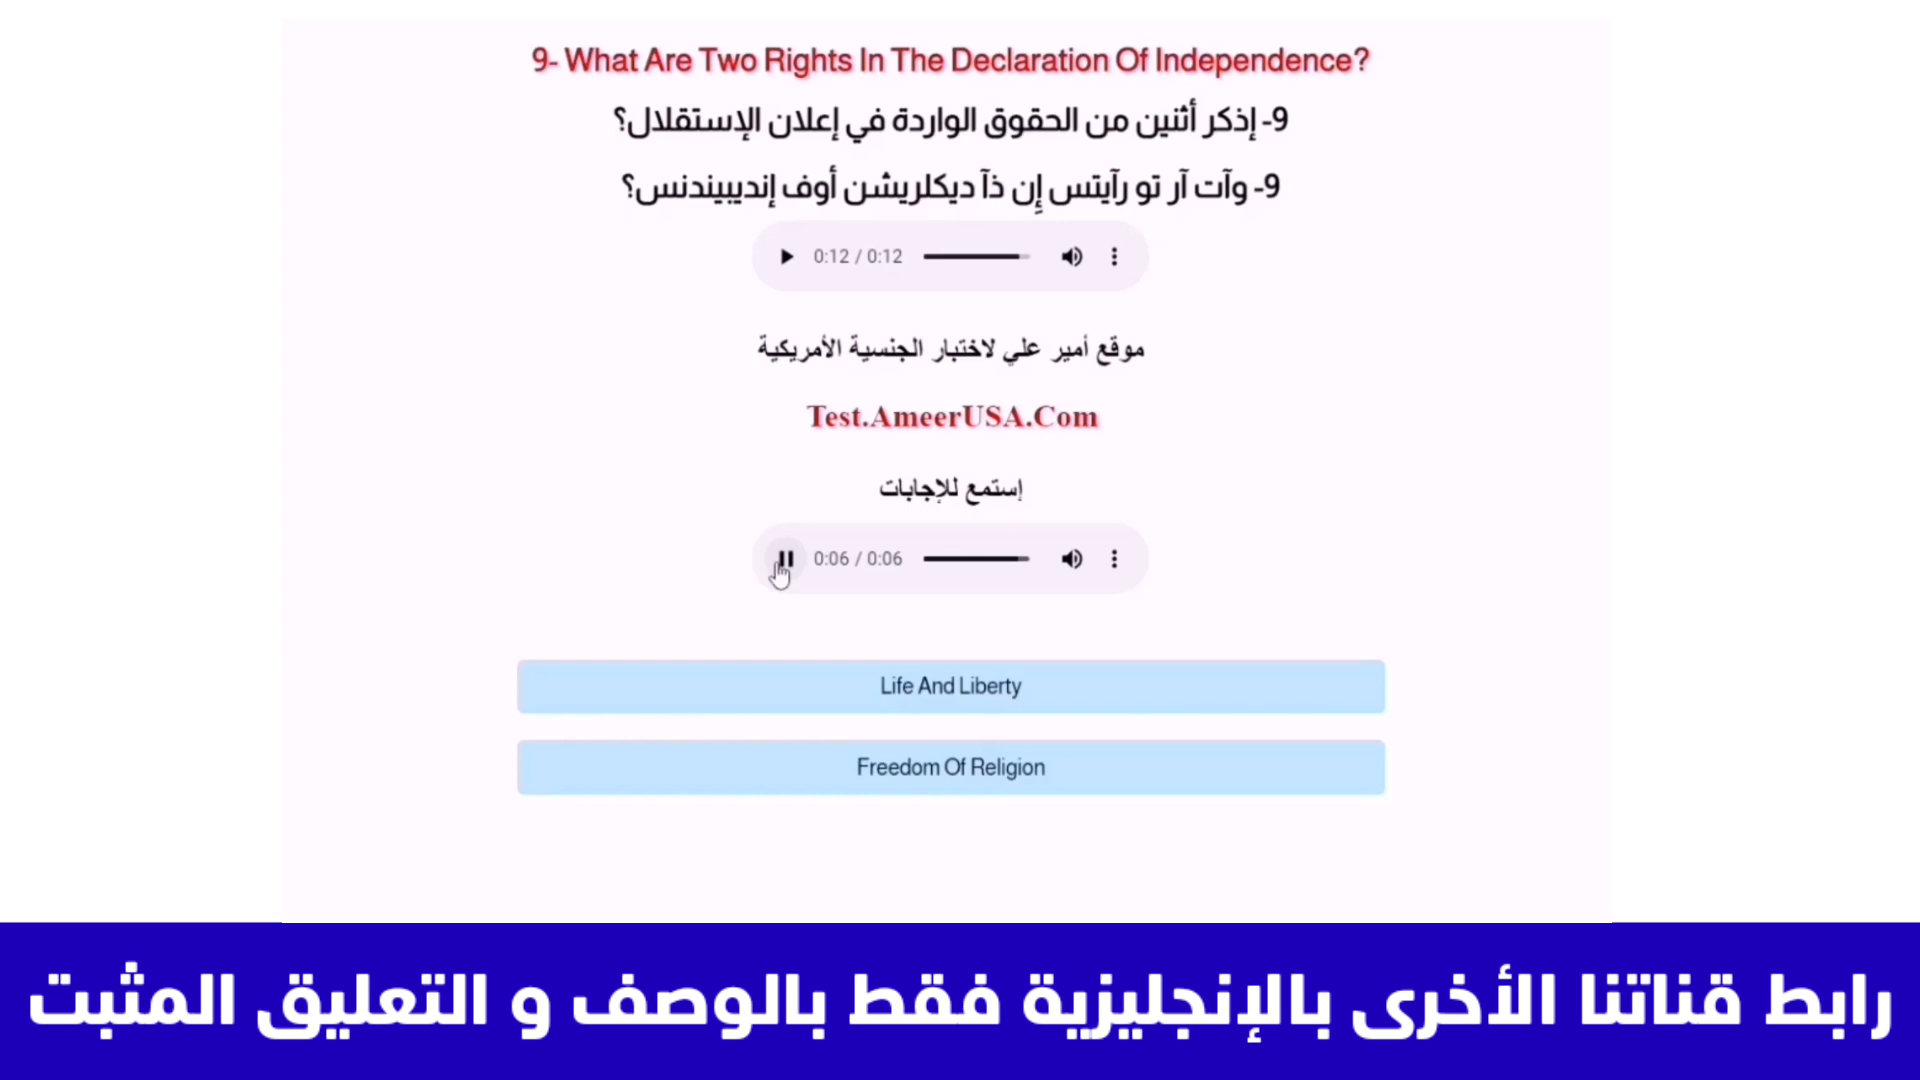 9- What Are Two Rights In The Declaration Of Independence?
9- إذكر أثنين من الحقوق الواردة في إعلان الإستقلال؟
9- وآت آر تو رآيتس إِن ذآ ديكلريشن أوف إنديبيندنس؟
0:12 / 0:12
موقع أمير علي لاختبار الجنسية الأمريكية
Test.AmeerUSA.Com
إستمع للإجابات
0:06 / 0:06
Life And Liberty
Freedom Of Religion
رابط قناتنا الأخرى بالإنجليزية فقط بالوصف و التعليق المثبت